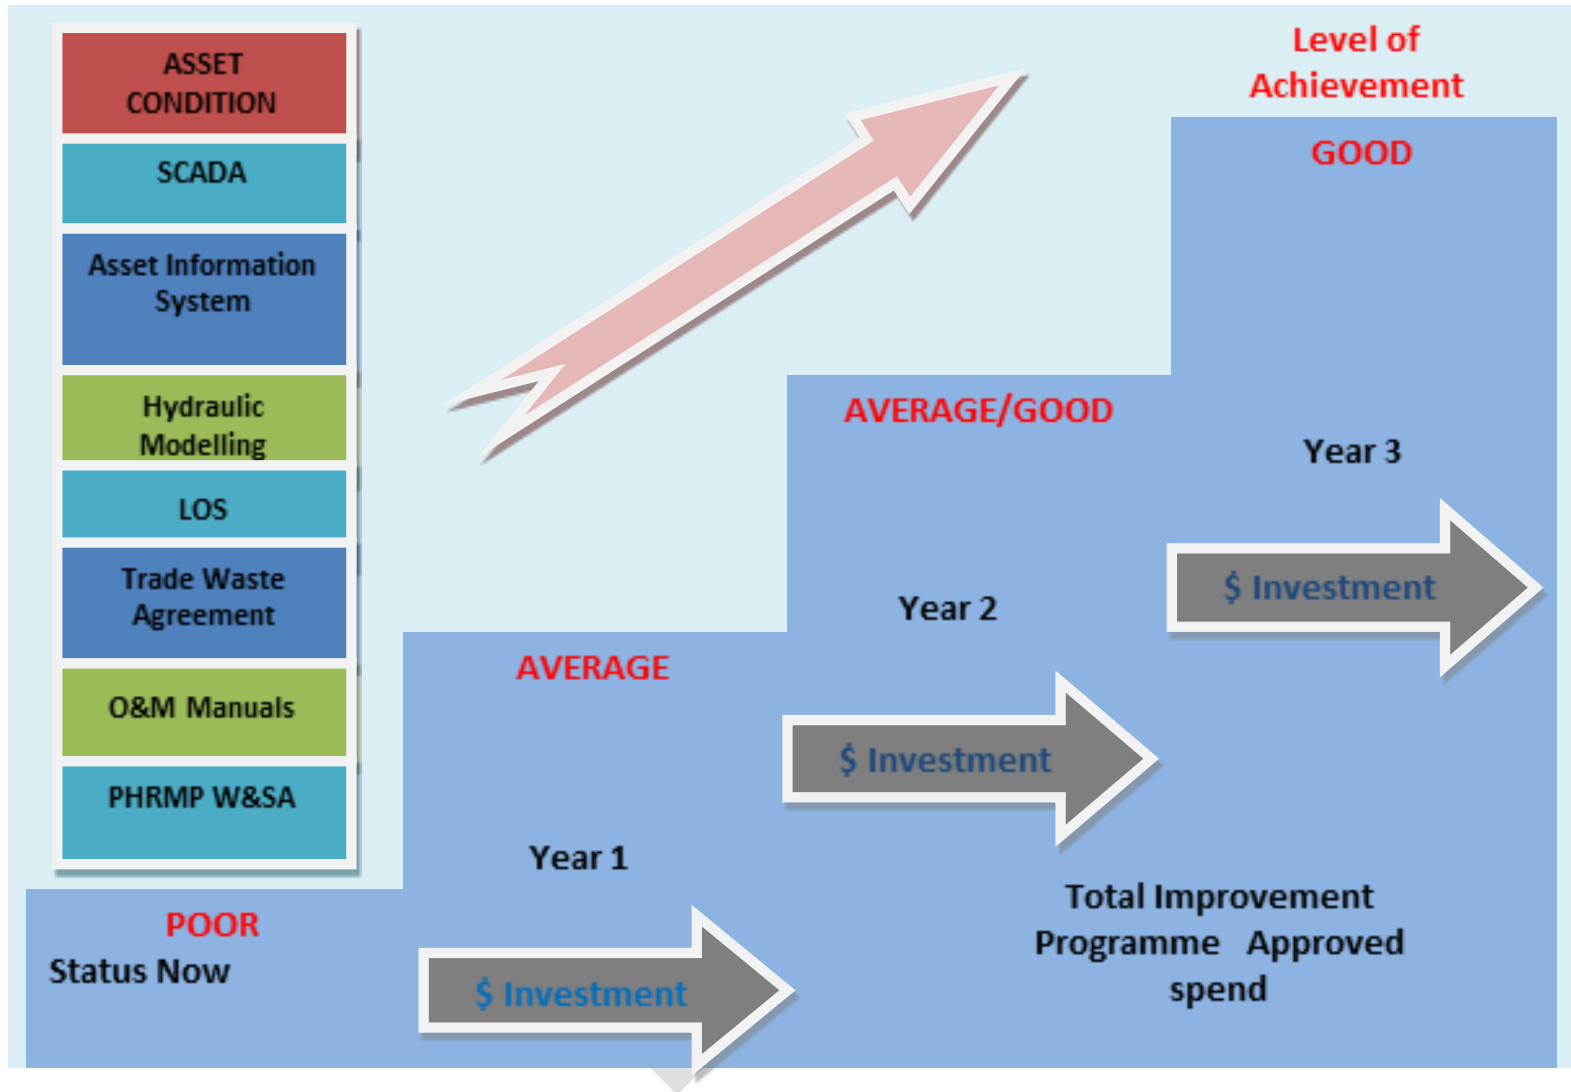 ASSET
CONDITION
SCADA
Asset Information
System
Hydraulic
Modelling
LOS
Trade Waste
Agreement
O&M Manuals
PHRMP W&SA
POOR
Status Now
AVERAGE
Year 1
$ Investment
AVERAGE/GOOD
Year 2
$ Investment
Level of
Achievement
GOOD
Year 3
$ Investment
Total Improvement
Programme Approved
spend